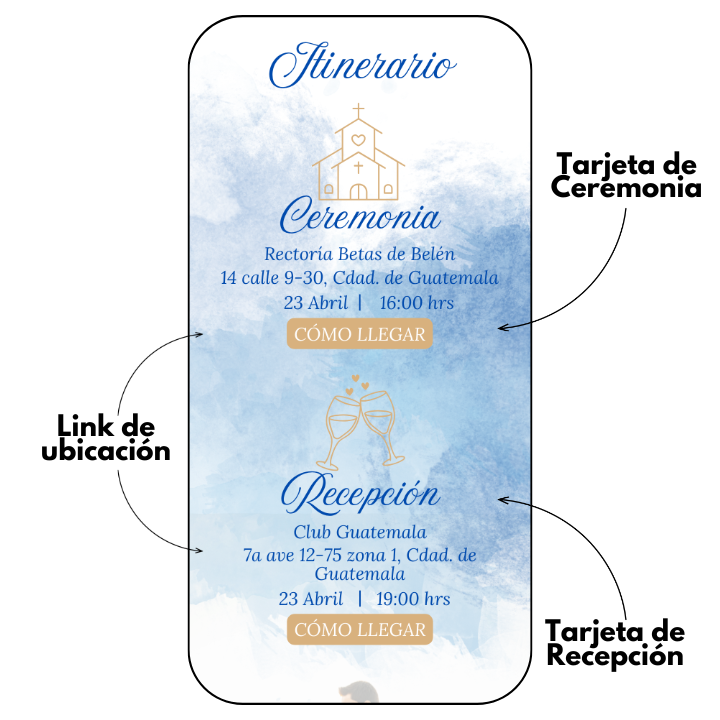 Itinerario
Ceremonia
Rectoría Betas de Belén
14 calle 9-30, Cdad. de Guatemala
23 Abril | 16:00 hrs
CÓMO LLEGAR
Recepción
Club Guatemala
7a ave 12-75 zona 1, Cdad. de
Guatemala
23 Abril | 19:00 hrs
CÓMO LLEGAR
Tarjeta de
Ceremonia
Link de
ubicación
Tarjeta de
Recepción